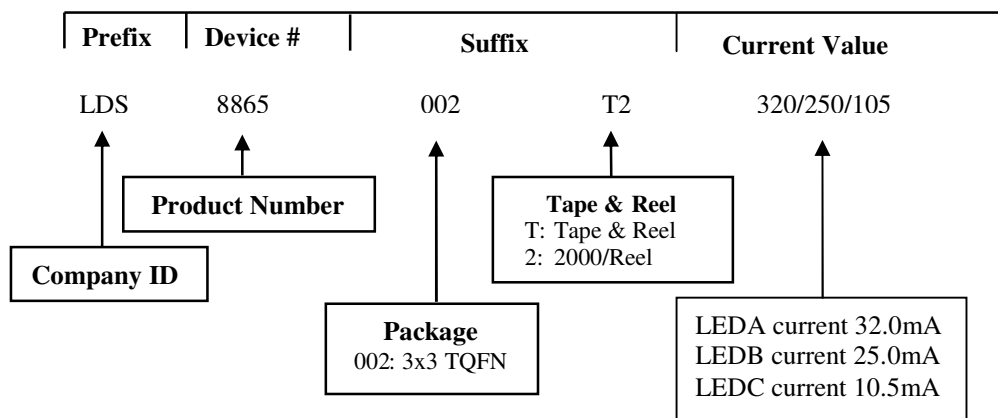 Prefix Device # Suffix Current Value
LDS 8865 002 T2 320/250/105
Product Number
Tape & Reel
T: Tape & Reel
2: 2000/Reel
Company ID
Package
002: 3x3 TQFN
LEDA current 32.0mA
LEDB current 25.0mA
LEDC current 10.5mA